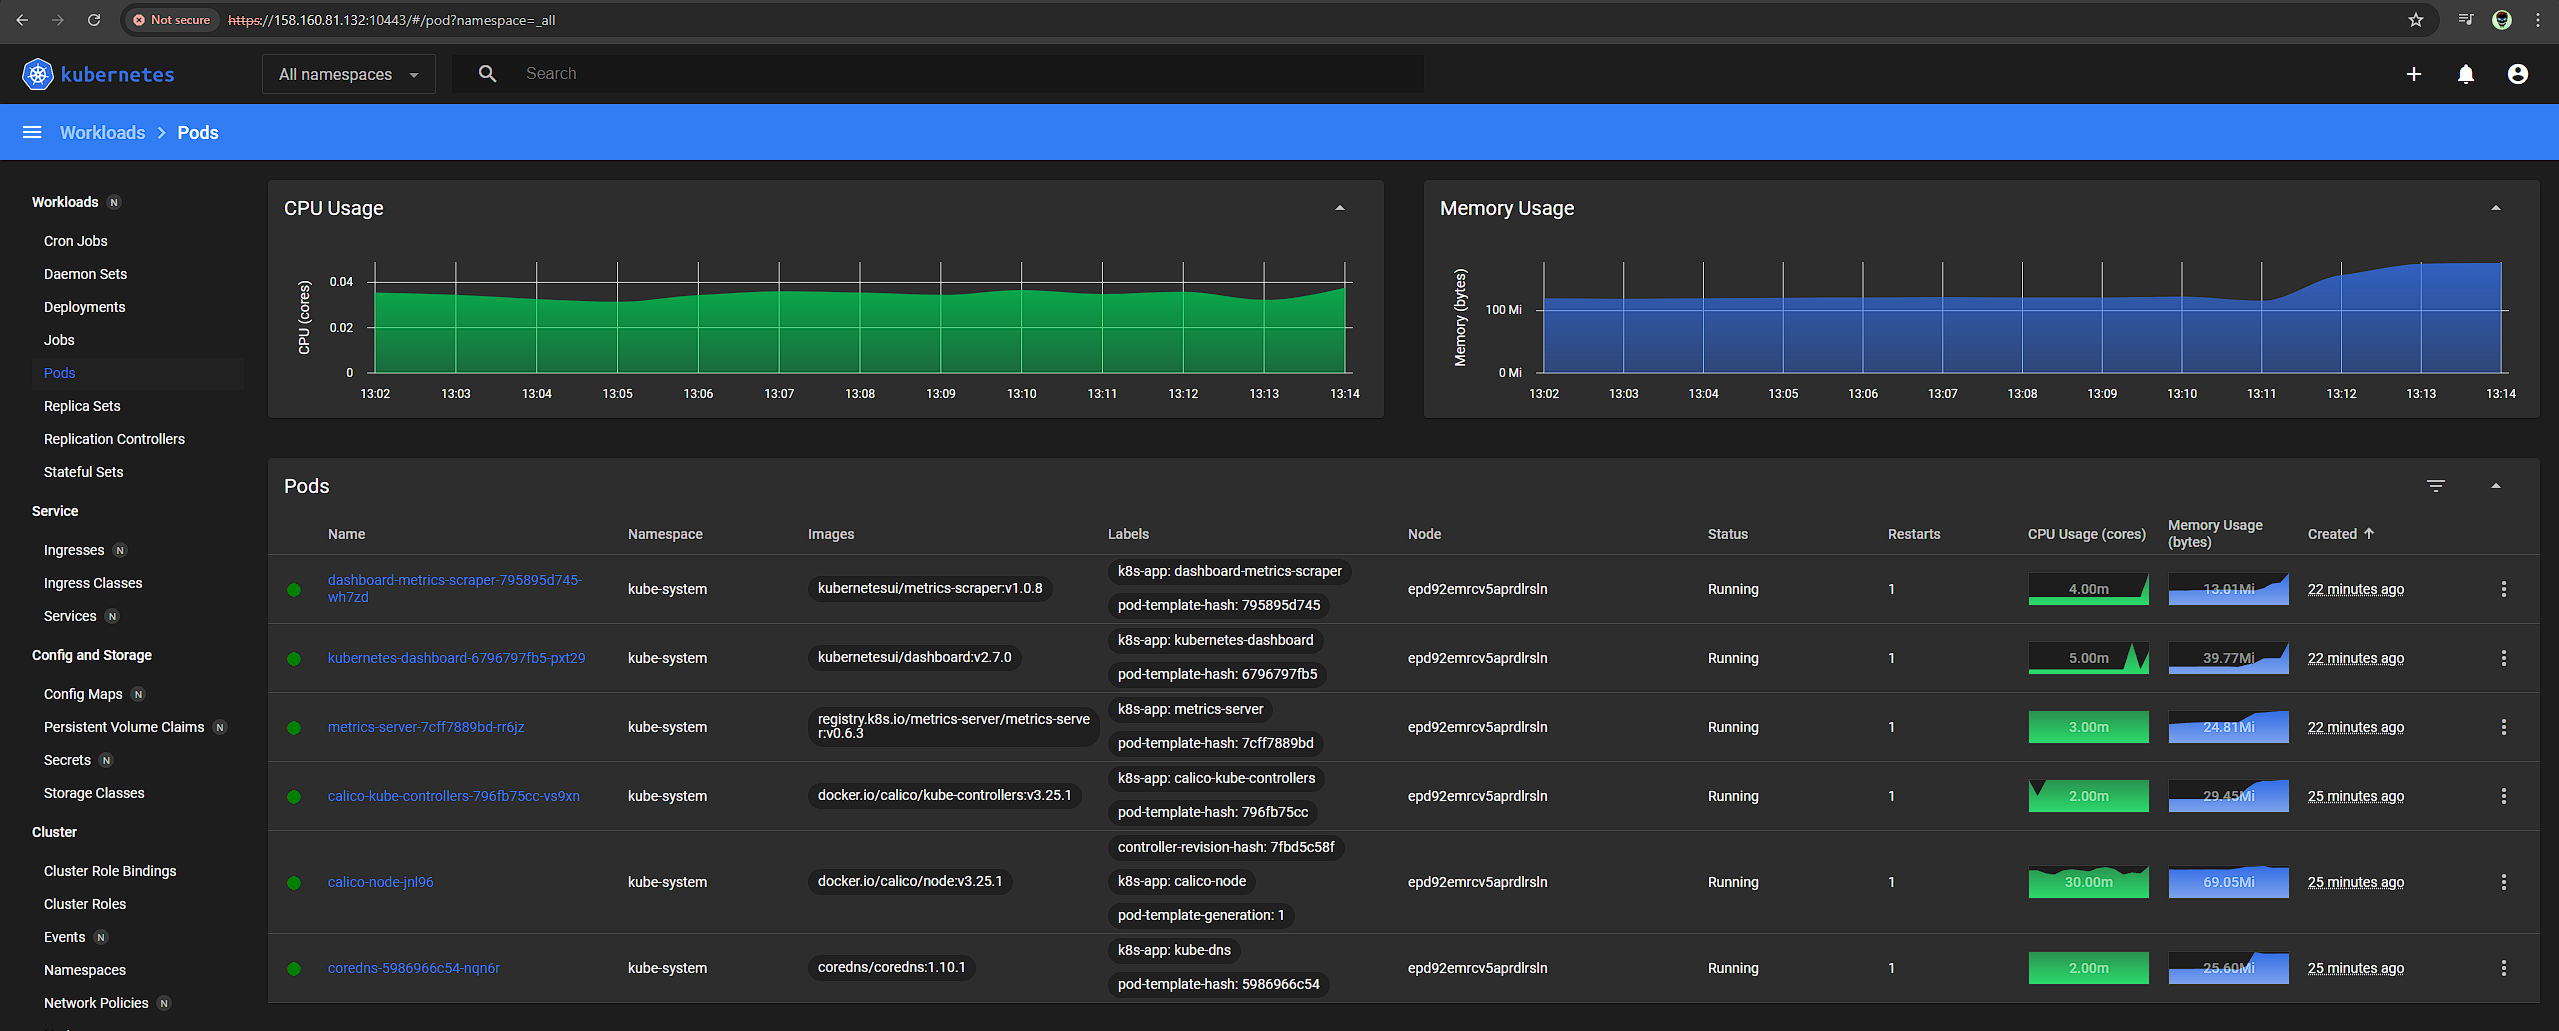 Not secure https://158.160.81.132:10443/#/pod?namespace=_all
kubernetes
All namespaces
Search
Workloads > Pods
Workloads N
Cron Jobs
Daemon Sets
Deployments
Jobs
Pods
Replica Sets
Replication Controllers
Stateful Sets
Service
Ingresses N
Ingress Classes
Services N
Config and Storage
Config Maps N
Persistent Volume Claims N
Secrets N
Storage Classes
Cluster
Cluster Role Bindings
Cluster Roles
Events N
Namespaces
Network Policies N
CPU Usage
CPU (cores)
0.04
0.02
0
13:02 13:03 13:04 13:05 13:06 13:07 13:08 13:09 13:10 13:11 13:12 13:13 13:14
Memory Usage
Memory (bytes)
100 Mi
0 Mi
13:02 13:03 13:04 13:05 13:06 13:07 13:08 13:09 13:10 13:11 13:12 13:13 13:14
Pods
Name Namespace Images Labels Node Status Restarts CPU Usage (cores) Memory Usage (bytes) Created
dashboard-metrics-scraper-795895d745-
wh7zd
kube-system
kubernetesui/metrics-scraper:v1.0.8
k8s-app: dashboard-metrics-scraper
pod-template-hash: 795895d745
epd92emrcv5aprdlrsln Running 1 4.00m 13.01Mi 22 minutes ago
kubernetes-dashboard-6796797fb5-pxt29
kube-system
kubernetesui/dashboard:v2.7.0
k8s-app: kubernetes-dashboard
pod-template-hash: 6796797fb5
epd92emrcv5aprdlrsln Running 1 5.00m 39.77Mi 22 minutes ago
metrics-server-7cff7889bd-rr6jz
kube-system
registry.k8s.io/metrics-server/metrics-serve
r:v0.6.3
k8s-app: metrics-server
pod-template-hash: 7cff7889bd
epd92emrcv5aprdlrsln Running 1 3.00m 24.81Mi 22 minutes ago
calico-kube-controllers-796fb75cc-vs9xn
kube-system
docker.io/calico/kube-controllers:v3.25.1
k8s-app: calico-kube-controllers
pod-template-hash: 796fb75cc
epd92emrcv5aprdlrsln Running 1 2.00m 29.45Mi 25 minutes ago
calico-node-jnl96
kube-system
docker.io/calico/node:v3.25.1
controller-revision-hash: 7fbd5c58f
k8s-app: calico-node
pod-template-generation: 1
epd92emrcv5aprdlrsln Running 1 30.00m 69.05Mi 25 minutes ago
coredns-5986966c54-nqn6r
kube-system
coredns/coredns:1.10.1
k8s-app: kube-dns
pod-template-hash: 5986966c54
epd92emrcv5aprdlrsln Running 1 2.00m 25.60Mi 25 minutes ago